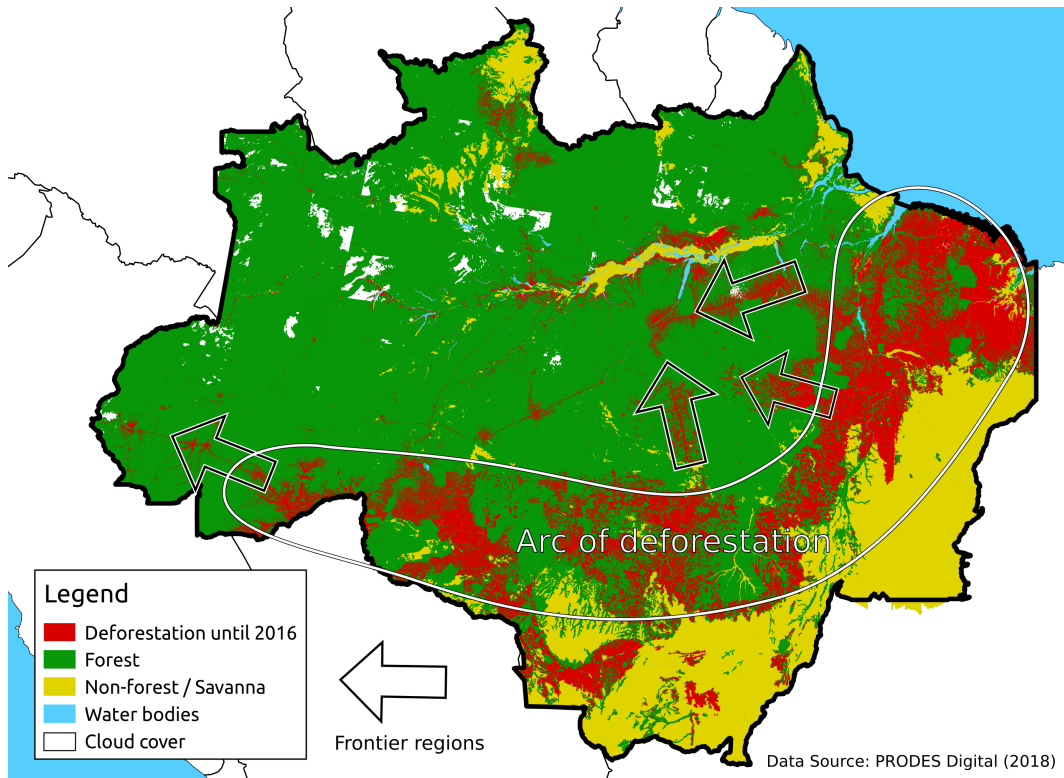 Arc of deforestation
Legend
Deforestation until 2016
Forest
Non-forest / Savanna
Water bodies
Cloud cover
Frontier regions
Data Source: PRODES Digital (2018)